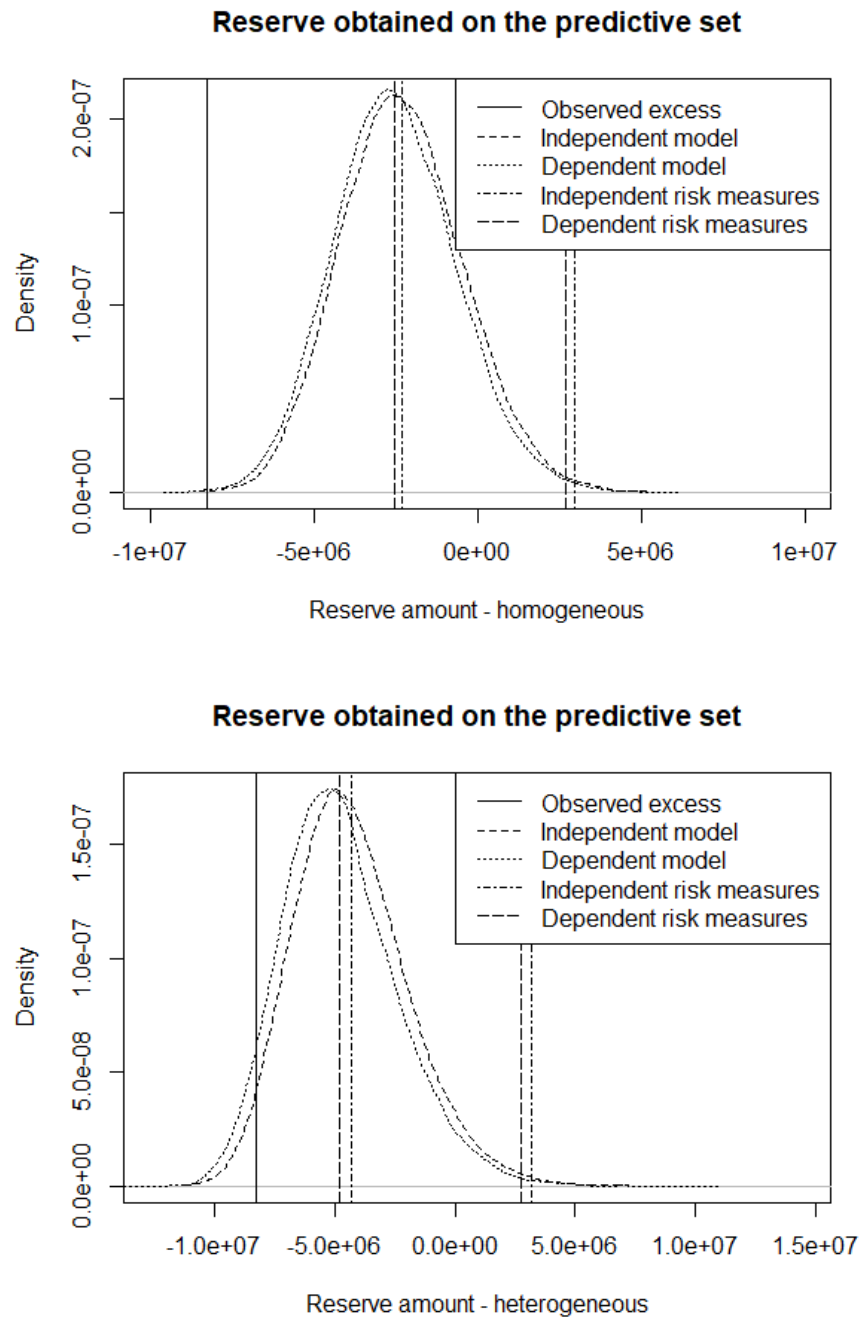 Reserve obtained on the predictive set
Observed excess
Independent model
Dependent model
Independent risk measures
Dependent risk measures
Density
0.0e+00
1.0e-07
2.0e-07
-1e+07
-5e+06
0e+00
5e+06
1e+07
Reserve amount - homogeneous
Reserve obtained on the predictive set
Observed excess
Independent model
Dependent model
Independent risk measures
Dependent risk measures
Density
0.0e+00
5.0e-08
1.0e-07
1.5e-07
-1.0e+07
-5.0e+06
0.0e+00
5.0e+06
1.0e+07
1.5e+07
Reserve amount - heterogeneous